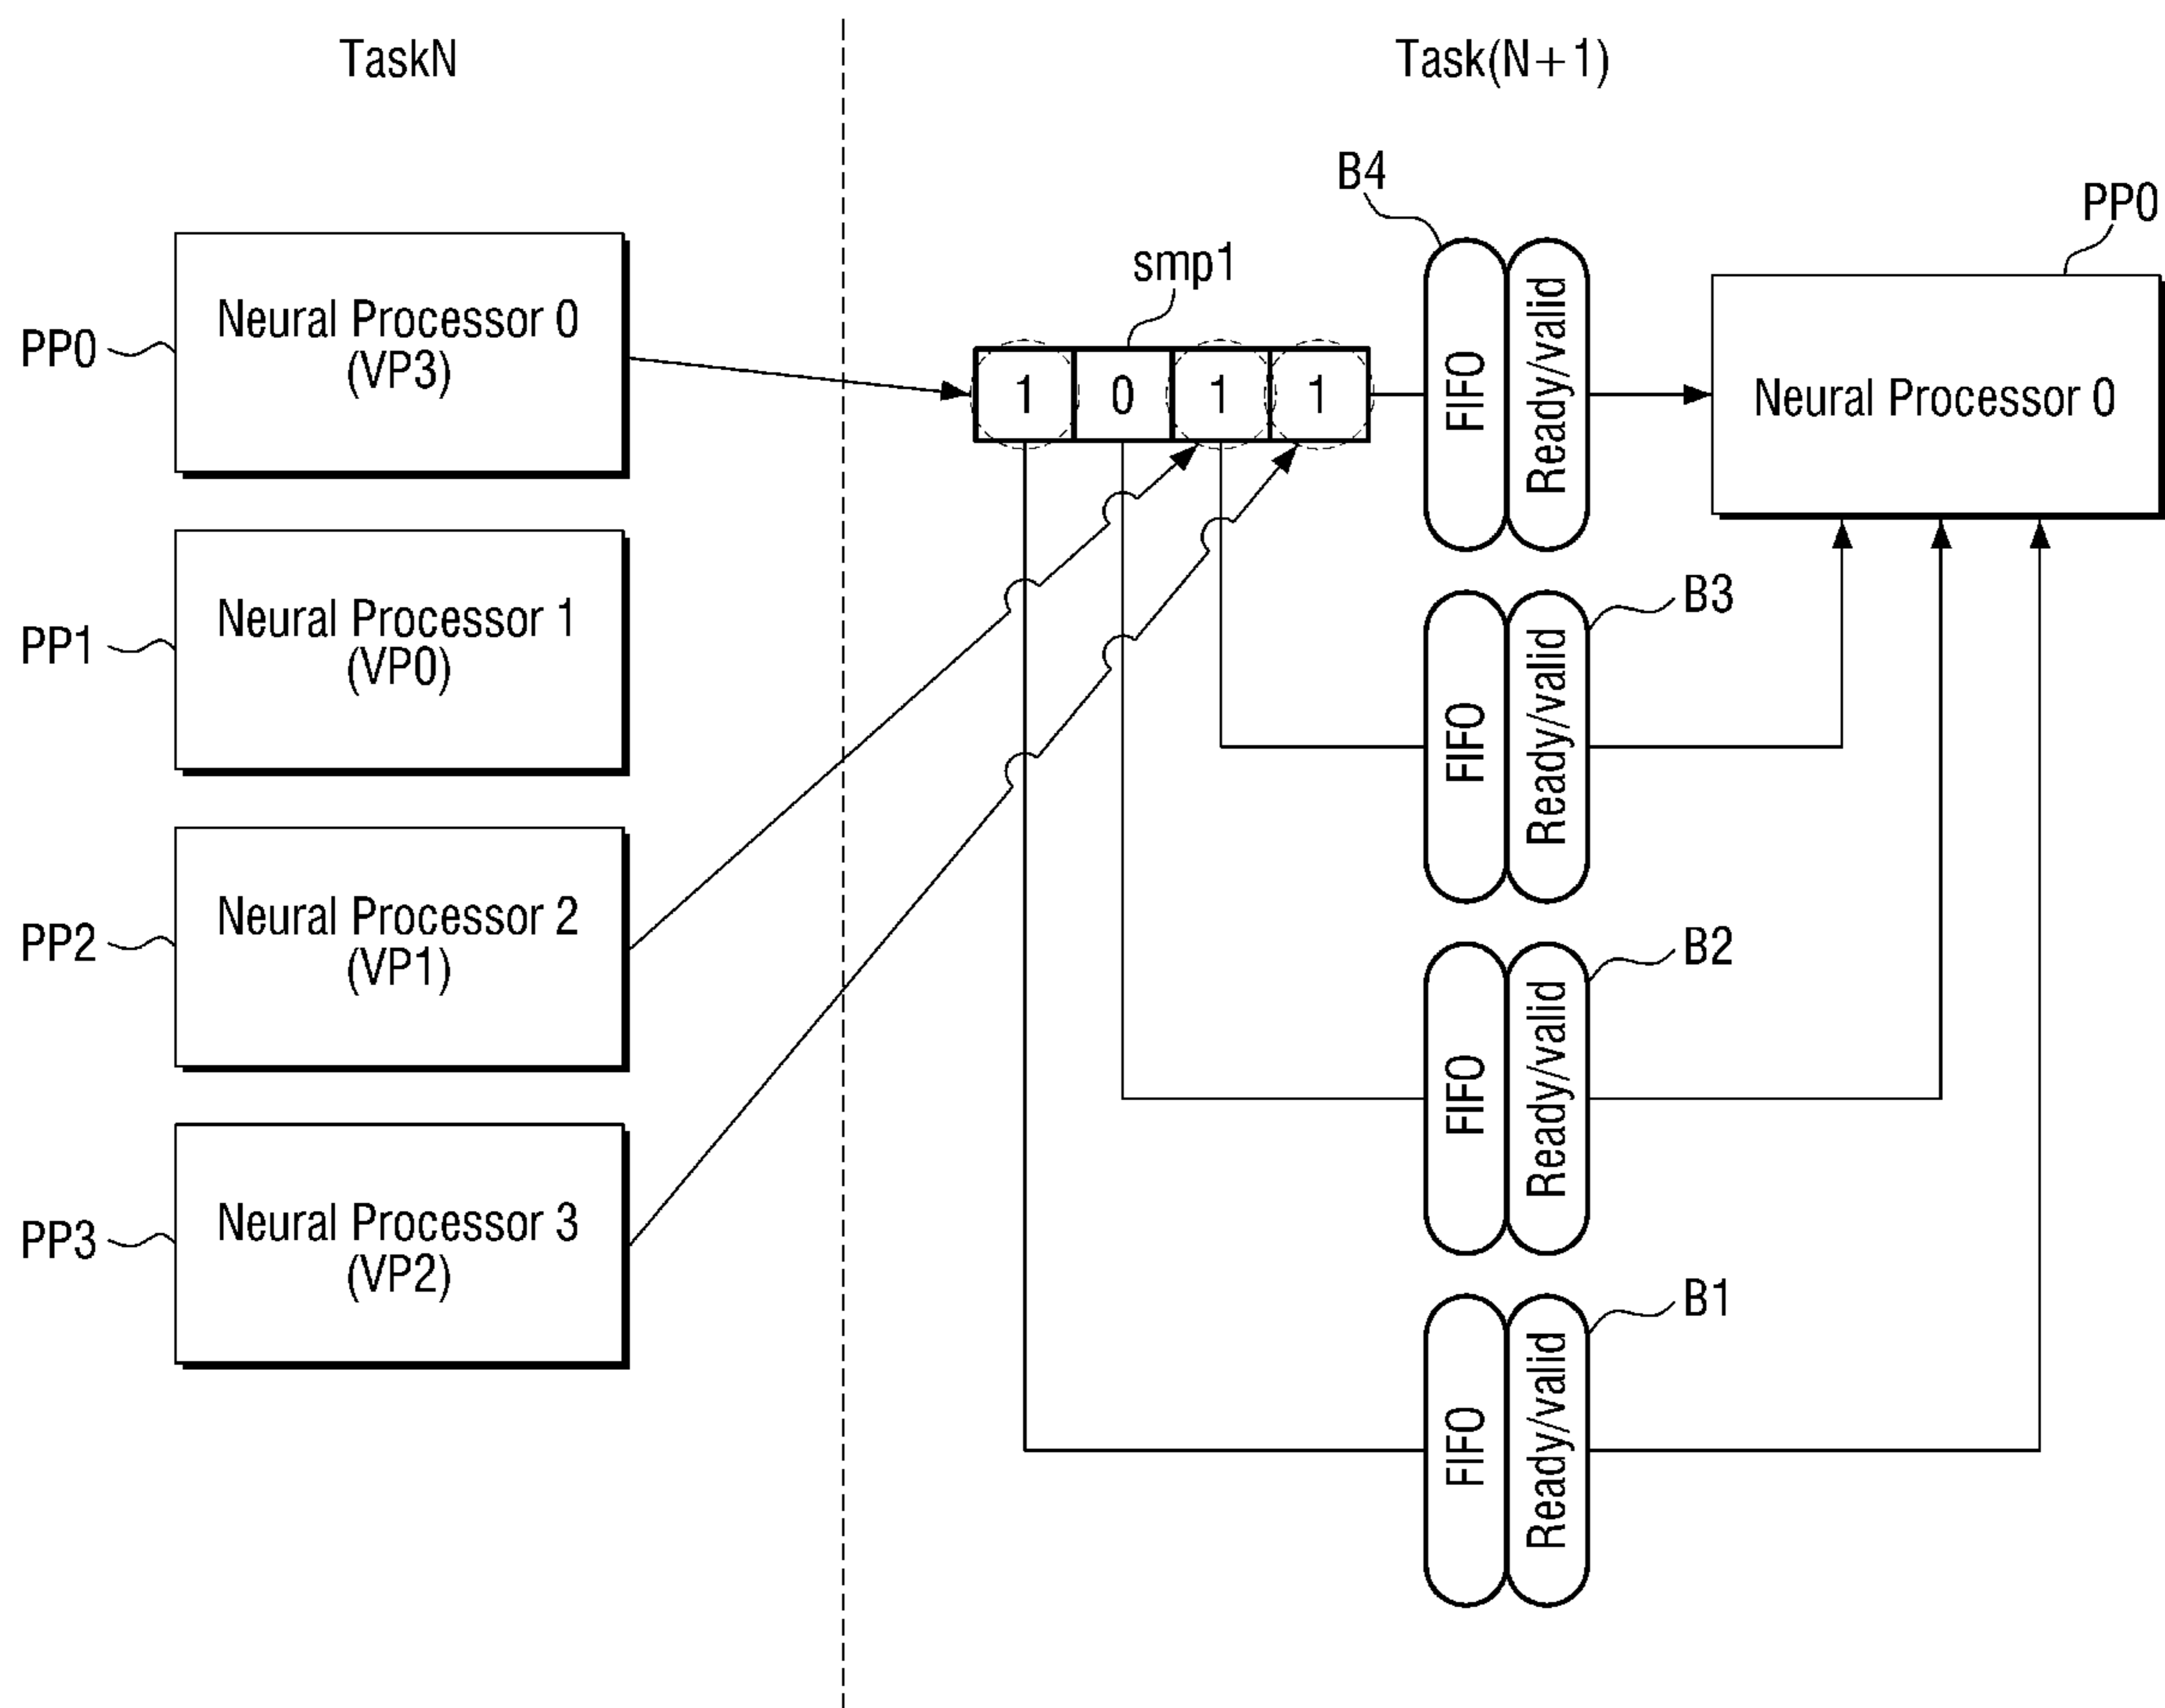 TaskN
Task(N+1)
B4
PP0
smp1
PP0
Neural Processor 0
(VP3)
1 0 1 1
FIFO
Ready/valid
Neural Processor 0
PP1
Neural Processor 1
(VP0)
B3
FIFO
Ready/valid
PP2
Neural Processor 2
(VP1)
B2
FIFO
Ready/valid
PP3
Neural Processor 3
(VP2)
B1
FIFO
Ready/valid